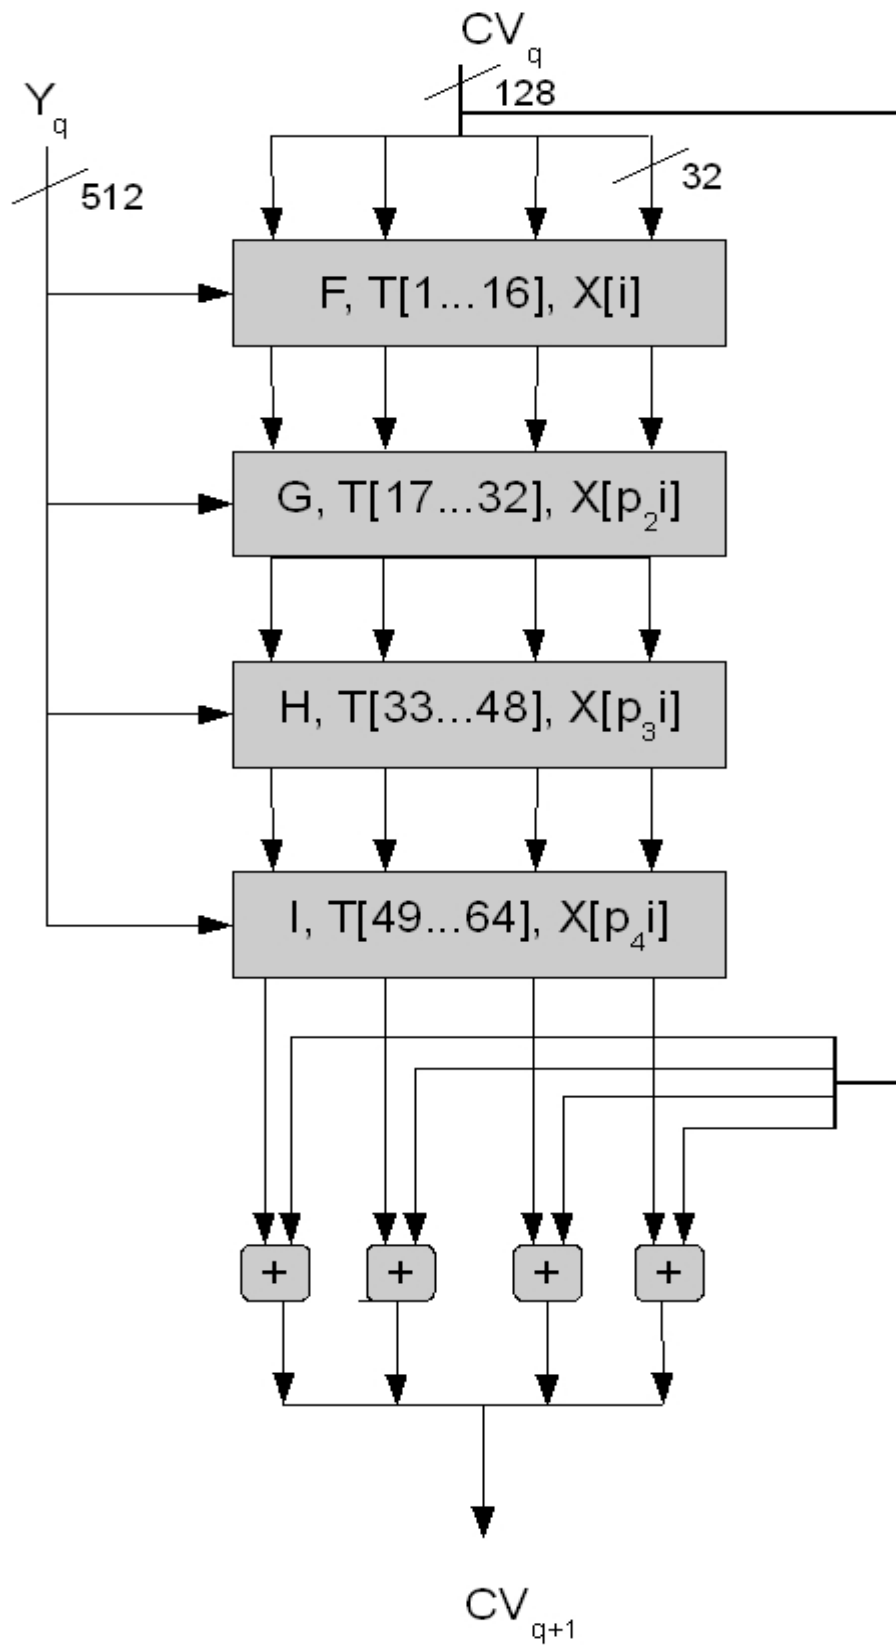 CV_q
128
Y_q
512
32
F, T[1...16], X[i]
G, T[17...32], X[p_2i]
H, T[33...48], X[p_3i]
I, T[49...64], X[p_4i]
+ + + +
CV_q+1